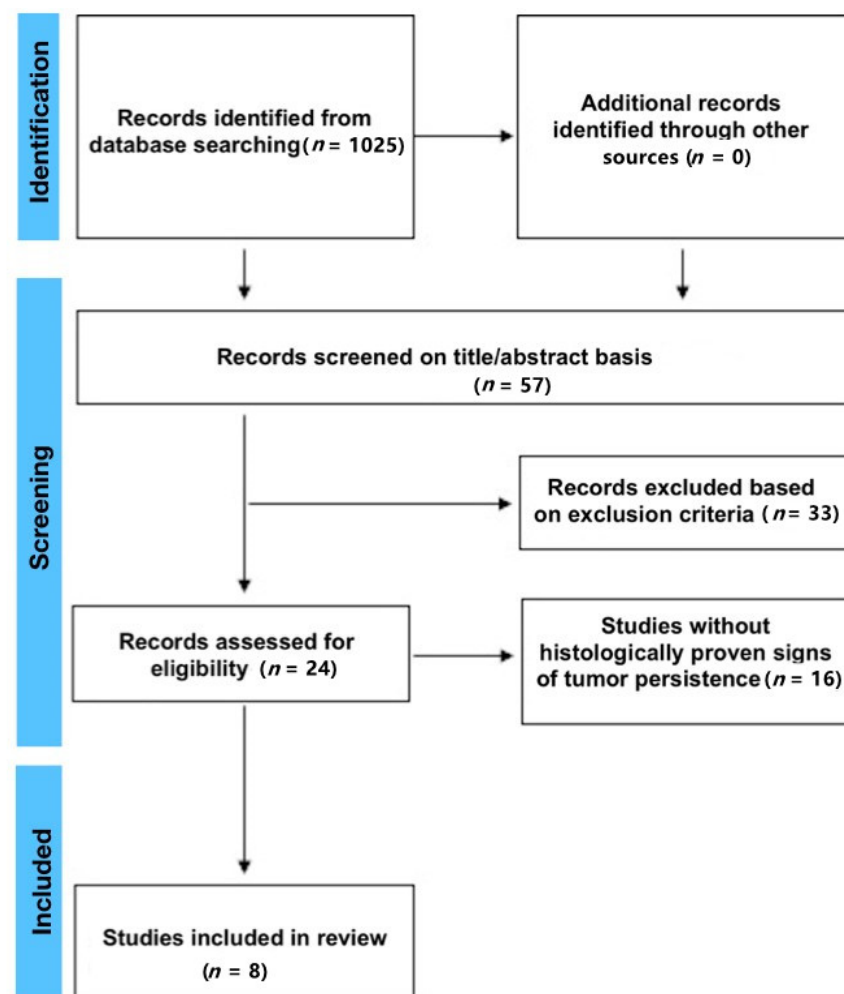 Identification
Records identified from
database searching(n = 1025)
Additional records
identified through other
sources (n = 0)
Screening
Records screened on title/abstract basis
(n = 57)
Records excluded based
on exclusion criteria (n = 33)
Records assessed for
eligibility (n = 24)
Studies without
histologically proven signs
of tumor persistence(n = 16)
Included
Studies included in review
(n = 8)